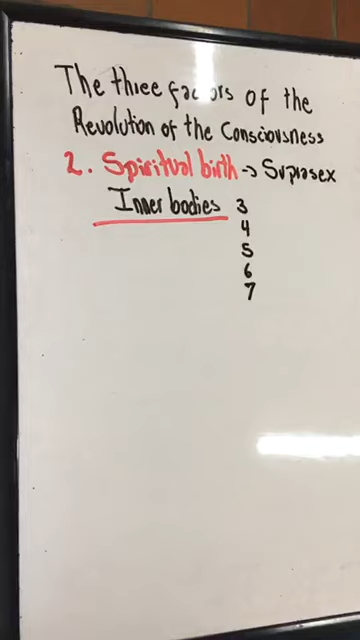 The three factors of the
Revolution of the Consciousness
2. Spiritual birth -> Suprasex
Inner bodies 3
4
5
6
7